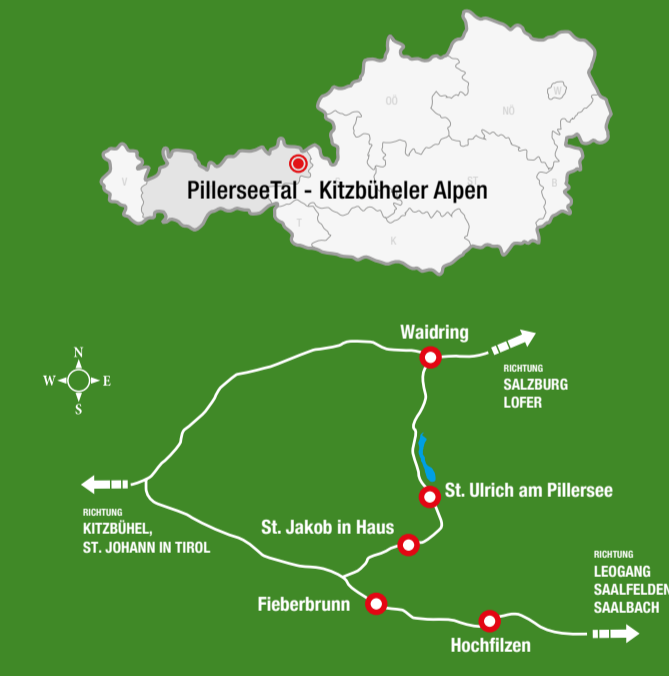 OÖ
NÖ
W
V
S
ST
B
T
K
PillerseeTal - Kitzbüheler Alpen
Waidring
N
W E
S
RICHTUNG
SALZBURG
LOFER
St. Ulrich am Pillersee
RICHTUNG
KITZBÜHEL,
ST. JOHANN IN TIROL
St. Jakob in Haus
RICHTUNG
LEOGANG
SAALFELDEN
SAALBACH
Fieberbrunn
Hochfilzen